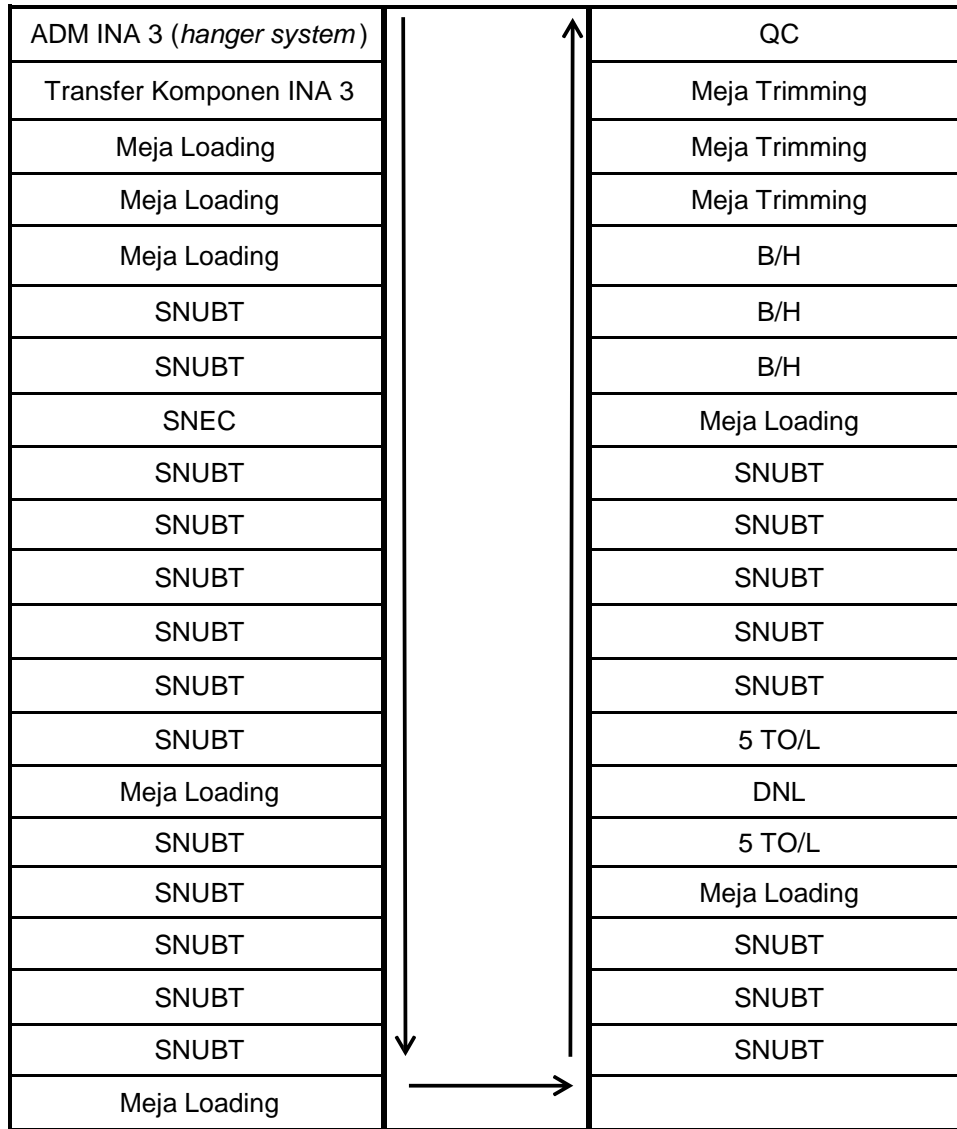 ADM INA 3 (hanger system)
Transfer Komponen INA 3
Meja Loading
Meja Loading
Meja Loading
SNUBT
SNUBT
SNEC
SNUBT
SNUBT
SNUBT
SNUBT
SNUBT
SNUBT
Meja Loading
SNUBT
SNUBT
SNUBT
SNUBT
SNUBT
Meja Loading
QC
Meja Trimming
Meja Trimming
Meja Trimming
B/H
B/H
B/H
Meja Loading
SNUBT
SNUBT
SNUBT
SNUBT
SNUBT
5 TO/L
DNL
5 TO/L
Meja Loading
SNUBT
SNUBT
SNUBT